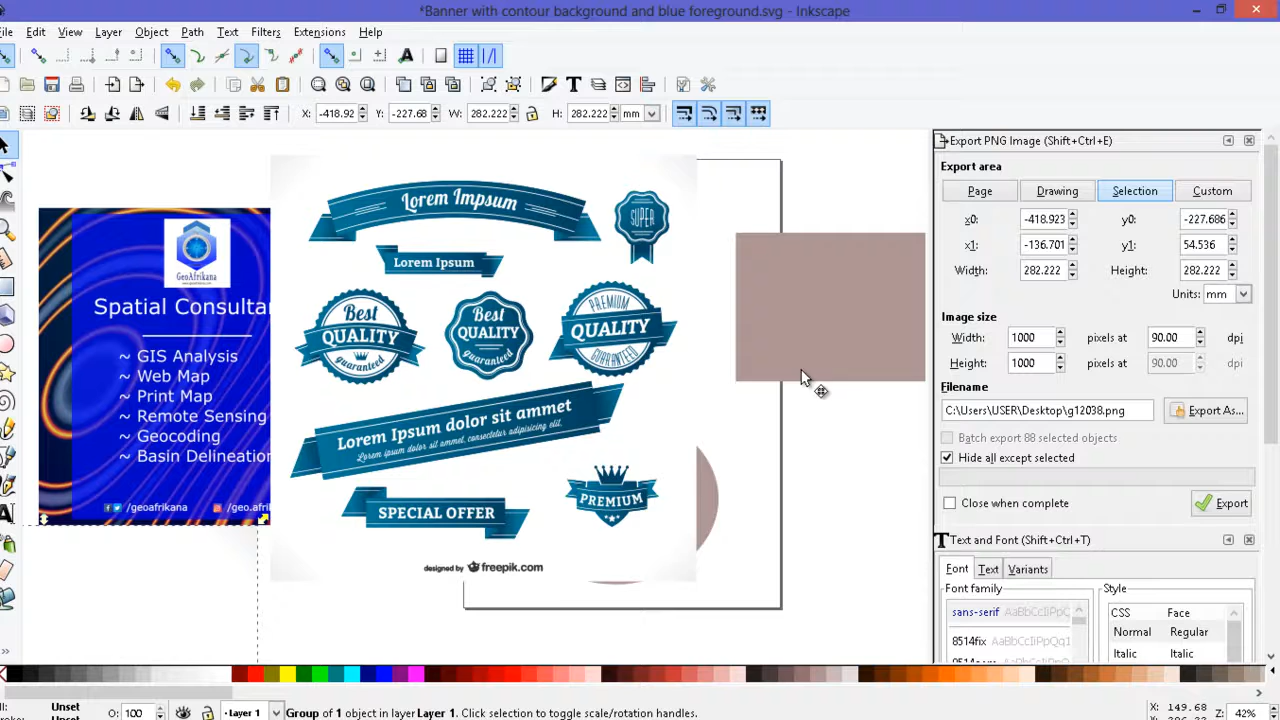 *Banner with contour background and blue foreground.svg - Inkscape
File Edit View Layer Object Path Text Filters Extensions Help
X: -418.92 Y: -227.68 W: 282.222 H: 282.222 mm
Export PNG Image (Shift+Ctrl+E)
Export area
Page Drawing Selection Custom
x0: -418.923 y0: -227.686
x1: -136.701 y1: 54.536
Width: 282.222 Height: 282.222
Units: mm
Image size
Width: 1000 pixels at 90.00 dpi
Height: 1000 pixels at 90.00 dpi
Filename
C:\Users\USER\Desktop\g12038.png Export As...
Batch export 88 selected objects
Hide all except selected
Close when complete Export
Text and Font (Shift+Ctrl+T)
Font Text Variants
Font family Style
sans-serif AaBbCcIiPpQq1 CSS Face
8514fix AaBbCcIiPpQq1 Normal Regular
Italic Italic
GeoAfrikana
Spatial Consultan
~ GIS Analysis
~ Web Map
~ Print Map
~ Remote Sensing
~ Geocoding
~ Basin Delineation
/geoafrikana /geo.afri
Lorem Impsum
SUPER
Lorem Ipsum
Best QUALITY guaranteed
Best QUALITY guaranteed
PREMIUM QUALITY GUARANTEED
Lorem Ipsum dolor sit ammet
Lorem ipsum dolor sit ammet, consectetur adipisicing elit.
SPECIAL OFFER
PREMIUM
designed by freepik.com
Unset
Unset
O: 100 Layer 1 Group of 1 object in layer Layer 1. Click selection to toggle scale/rotation handles.
X: 149.68
Z: 42%